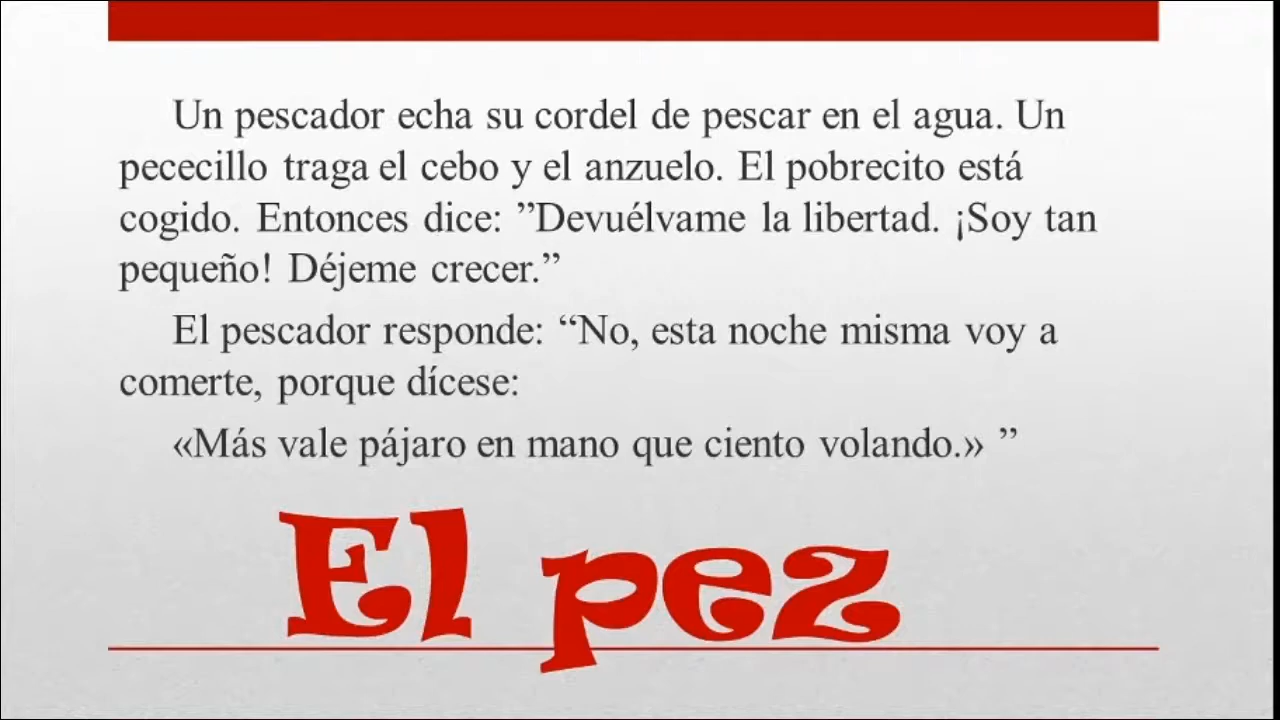 Un pescador echa su cordel de pescar en el agua. Un
pececillo traga el cebo y el anzuelo. El pobrecito está
cogido. Entonces dice: ”Devuélvame la libertad. ¡Soy tan
pequeño! Déjeme crecer.”
El pescador responde: “No, esta noche misma voy a
comerte, porque dícese:
«Más vale pájaro en mano que ciento volando.» ”
El pez